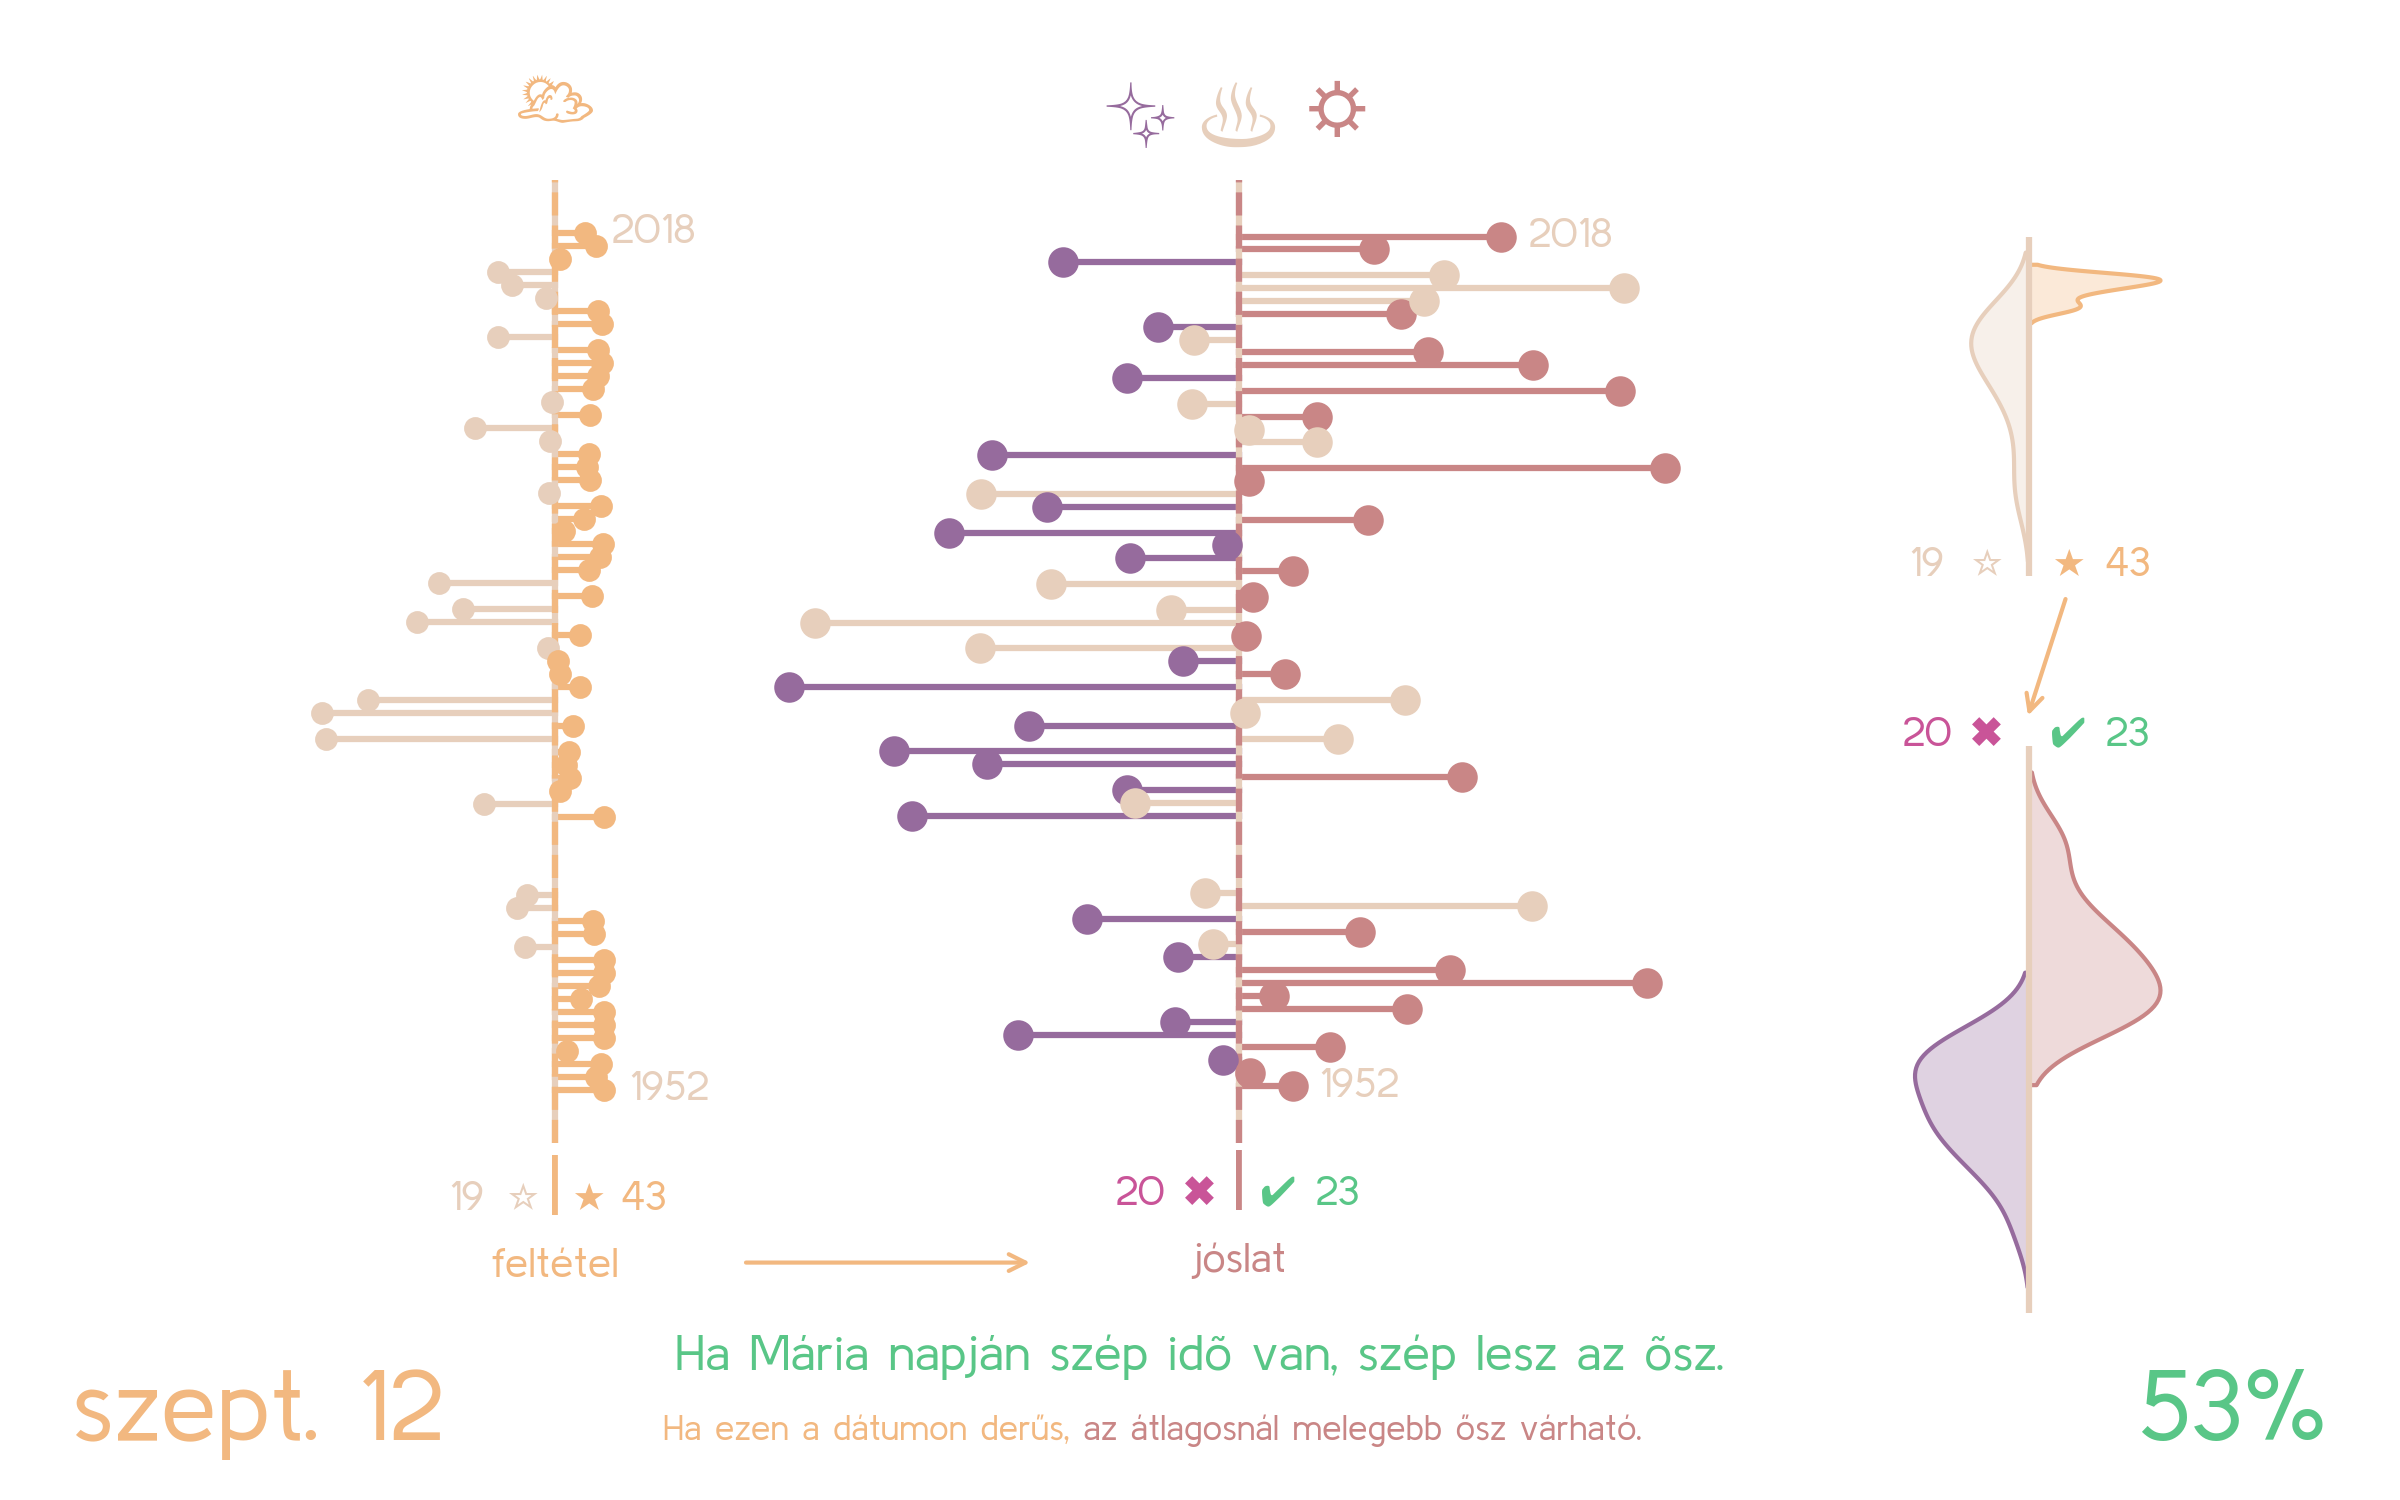 2018
2018
19 ☆ ★ 43
20 ✖ ✔ 23
1952
1952
19 ☆ ★ 43
20 ✖ ✔ 23
feltétel
jóslat
Ha Mária napján szép idõ van, szép lesz az õsz.
szept. 12
53%
Ha ezen a dátumon derűs, az átlagosnál melegebb ősz várható.